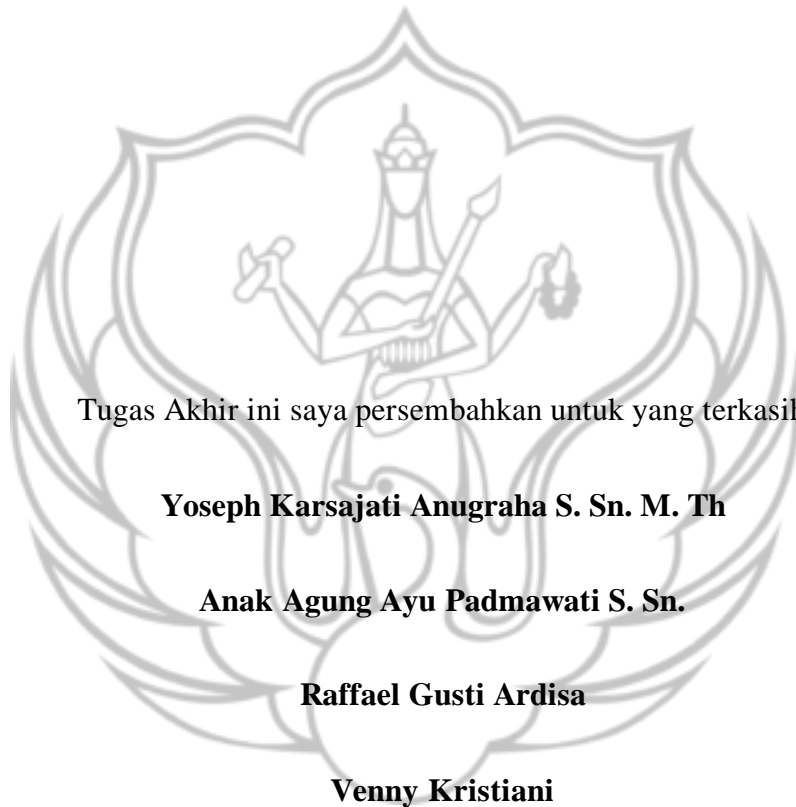 Tugas Akhir ini saya persembahkan untuk yang terkasih
Yoseph Karsajati Anugraha S. Sn. M. Th
Anak Agung Ayu Padmawati S. Sn.
Raffael Gusti Ardisa
Venny Kristiani